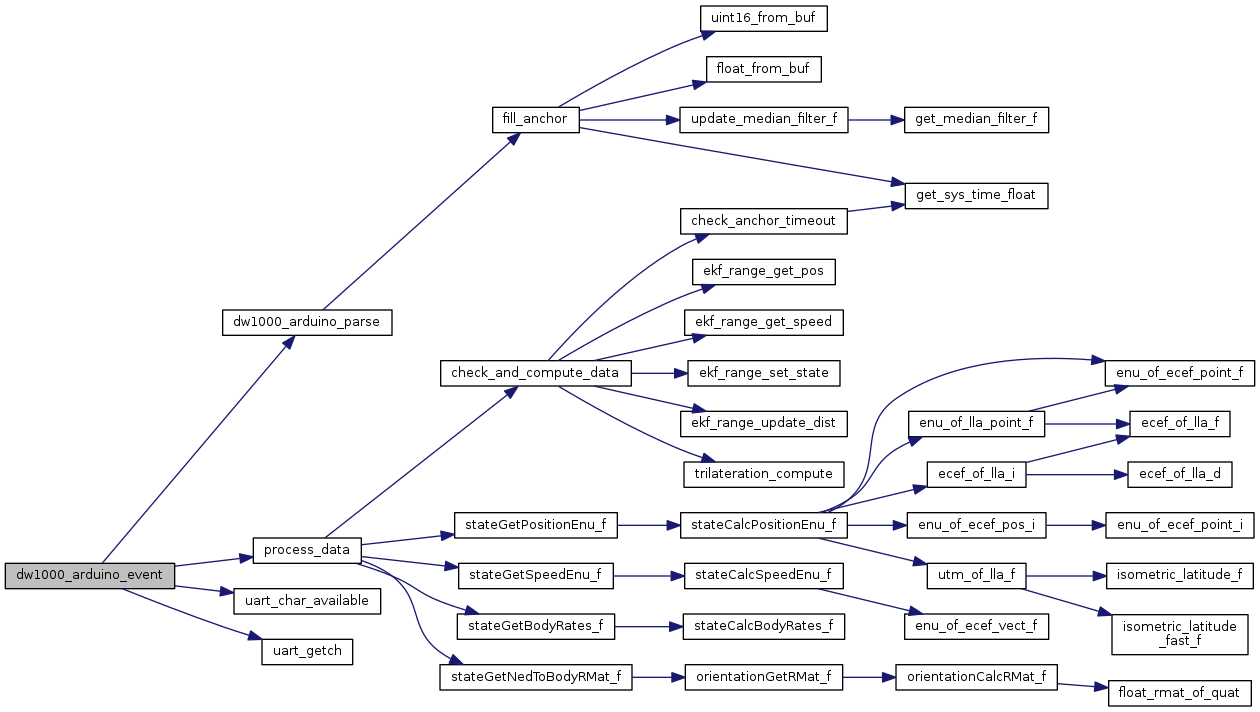 uint16_from_buf
float_from_buf
fill_anchor
update_median_filter_f
get_median_filter_f
get_sys_time_float
check_anchor_timeout
ekf_range_get_pos
dw1000_arduino_parse
ekf_range_get_speed
check_and_compute_data
ekf_range_set_state
enu_of_ecef_point_f
ekf_range_update_dist
enu_of_lla_point_f
ecef_of_lla_f
trilateration_compute
ecef_of_lla_i
ecef_of_lla_d
stateGetPositionEnu_f
stateCalcPositionEnu_f
enu_of_ecef_pos_i
enu_of_ecef_point_i
process_data
dw1000_arduino_event
stateGetSpeedEnu_f
stateCalcSpeedEnu_f
utm_of_lla_f
isometric_latitude_f
uart_char_available
stateGetBodyRates_f
stateCalcBodyRates_f
enu_of_ecef_vect_f
isometric_latitude
_fast_f
uart_getch
stateGetNedToBodyRMat_f
orientationGetRMat_f
orientationCalcRMat_f
float_rmat_of_quat